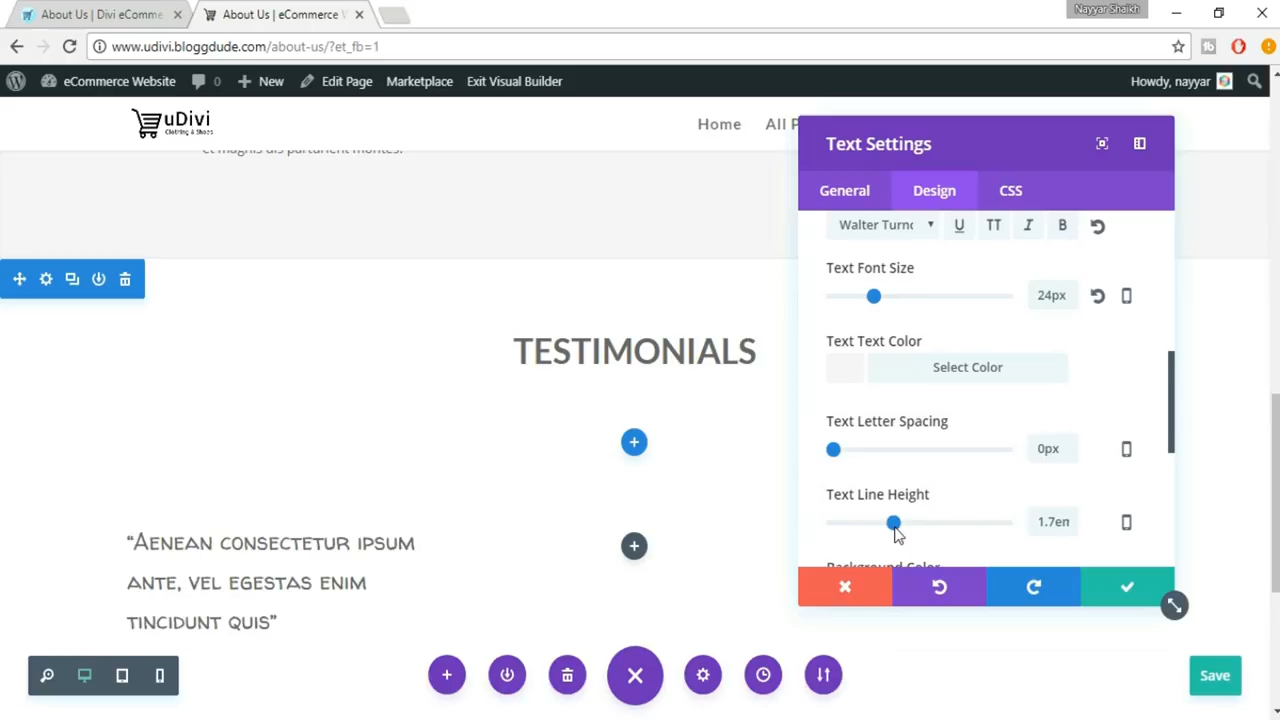 About Us | Divi eComme
About Us | eCommerce
Nayyar Shaikh
www.udivi.bloggdude.com/about-us/?et_fb=1
eCommerce Website
0
New
Edit Page
Marketplace
Exit Visual Builder
Howdy, nayyar
uDivi
Clothing & Shoes
Home
All P
et magnis dis parturient montes.
Text Settings
General
Design
CSS
Walter Turnc
U
TT
I
B
Text Font Size
24px
Text Text Color
Select Color
Text Letter Spacing
0px
Text Line Height
1.7em
Background Color
TESTIMONIALS
“Aenean consectetur ipsum
ante, vel egestas enim
tincidunt quis”
Save